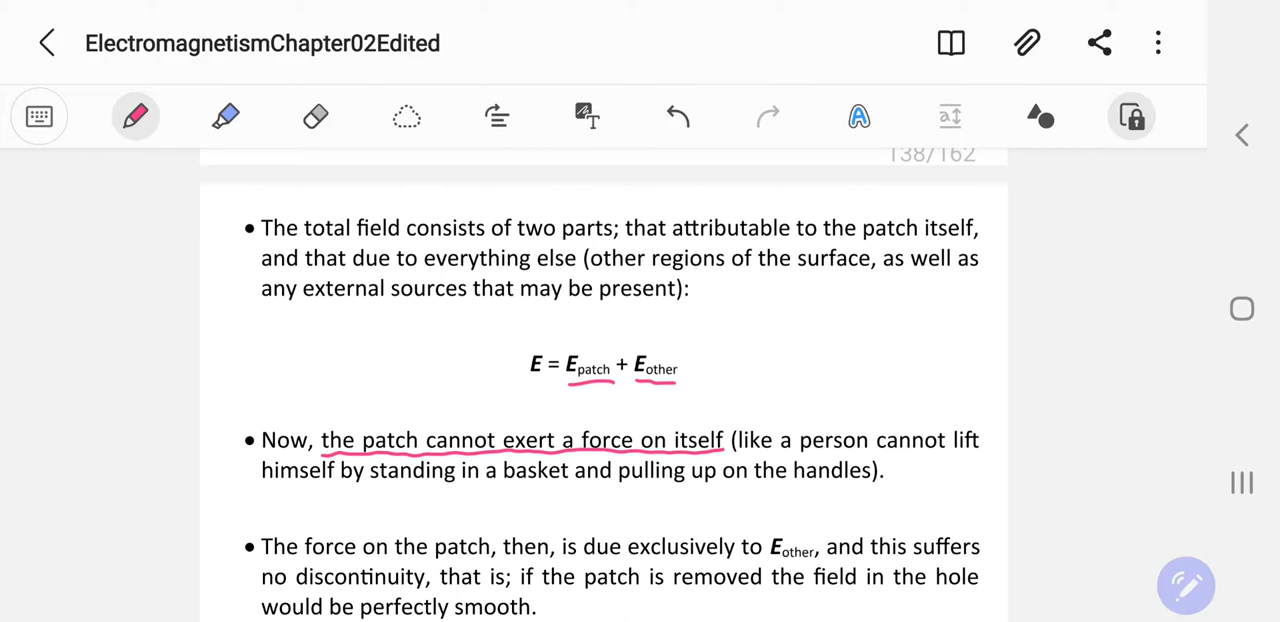 ElectromagnetismChapter02Edited
138/162
• The total field consists of two parts; that attributable to the patch itself,
and that due to everything else (other regions of the surface, as well as
any external sources that may be present):
E = Epatch + Eother
• Now, the patch cannot exert a force on itself (like a person cannot lift
himself by standing in a basket and pulling up on the handles).
• The force on the patch, then, is due exclusively to Eother, and this suffers
no discontinuity, that is; if the patch is removed the field in the hole
would be perfectly smooth.